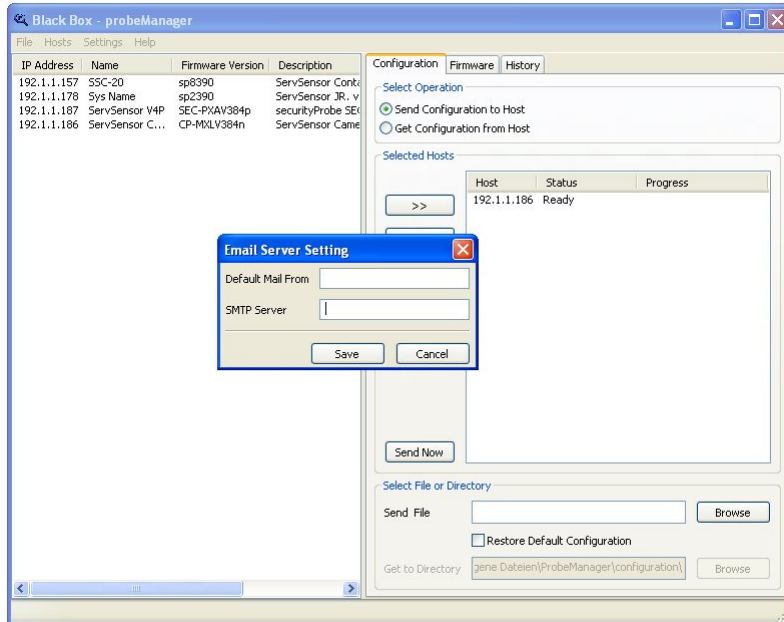 Black Box - probeManager
File Hosts Settings Help
IP Address Name Firmware Version Description
192.1.1.157 SSC-20 sp8390 ServSensor Conta
192.1.1.178 Sys Name sp2390 ServSensor JR. v
192.1.1.187 ServSensor V4P SEC-PXAV384p securityProbe SEC
192.1.1.186 ServSensor C... CP-MXLV384n ServSensor Came
Configuration Firmware History
Select Operation
Send Configuration to Host
Get Configuration from Host
Selected Hosts
>>
Host Status Progress
192.1.1.186 Ready
Email Server Setting
Default Mail From
SMTP Server
Save Cancel
Send Now
Select File or Directory
Send File Browse
Restore Default Configuration
Get to Directory gene Dateien\ProbeManager\configuration\ Browse